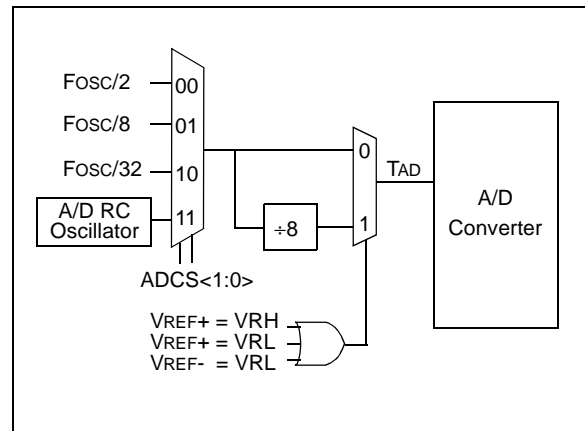 FOSC/2
00
FOSC/8
01
FOSC/32
10
A/D RC
Oscillator
11
ADCS<1:0>
÷8
0
1
TAD
A/D
Converter
VREF+ = VRH
VREF+ = VRL
VREF- = VRL